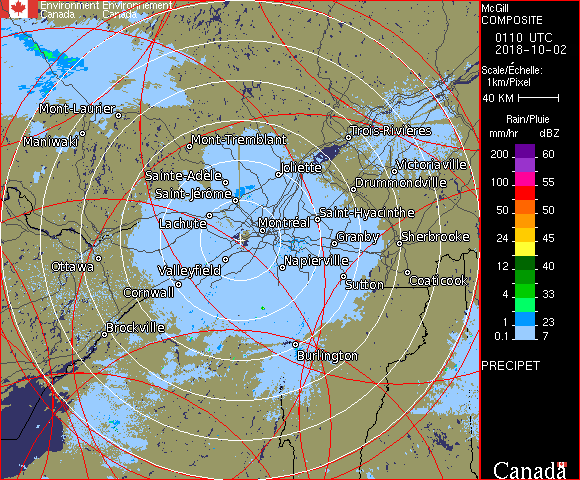 Environment Environnement
Canada Canada
Mont-Laurier
Maniwaki
Mont-Tremblant
Trois-Rivières
Joliette
Victoriaville
Sainte-Adèle
Drummondville
Saint-Jérôme
Saint-Hyacinthe
Lachute
Montréal
Granby
Sherbrooke
Ottawa
Valleyfield
Napierville
Cornwall
Sutton
Coaticook
Brockville
Burlington
McGill
COMPOSITE
0110 UTC
2018-10-02
Scale/Échelle:
1km/Pixel
40 KM
Rain/Pluie
mm/hr dBZ
200 60
100 55
50 50
24 45
12 40
4 33
1 23
0.1 7
PRECIPET
Canada